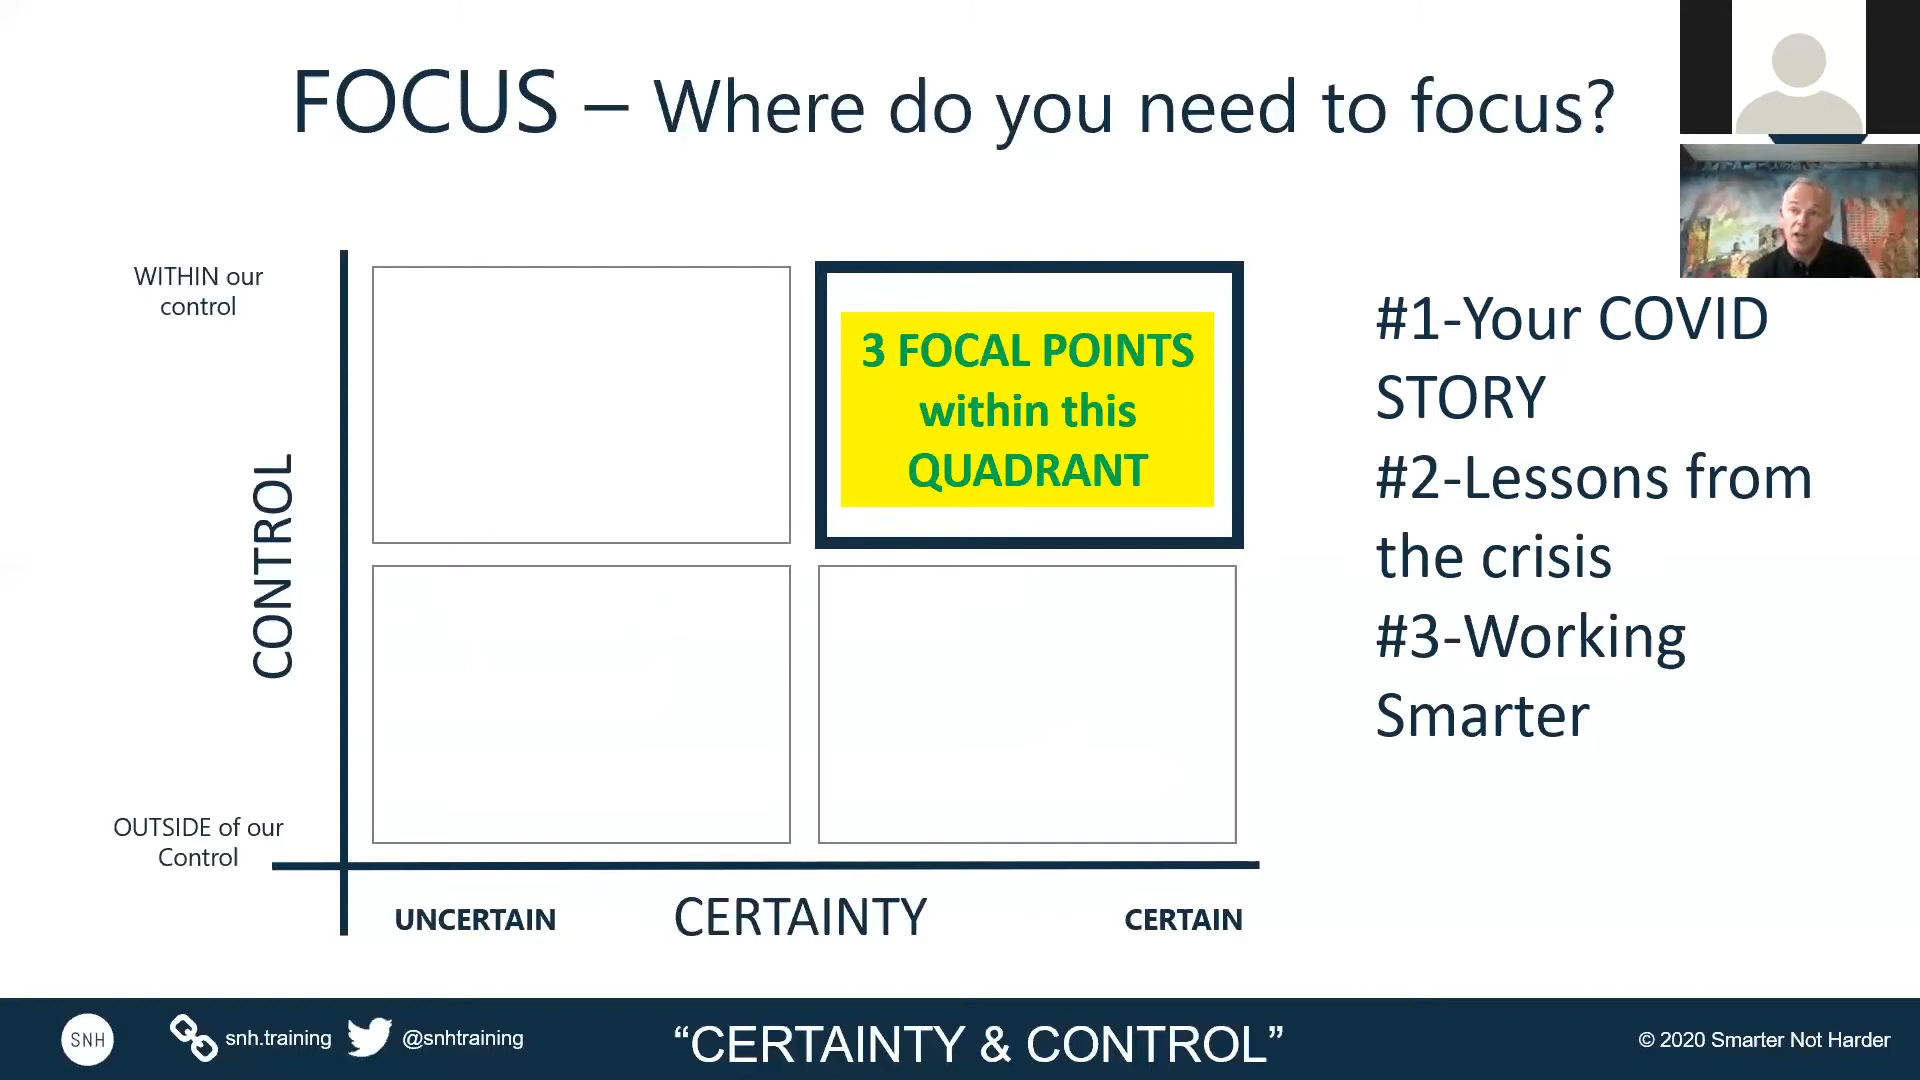 FOCUS – Where do you need to focus?
WITHIN our
control
CONTROL
OUTSIDE of our
Control
3 FOCAL POINTS
within this
QUADRANT
UNCERTAIN
CERTAINTY
CERTAIN
#1-Your COVID
STORY
#2-Lessons from
the crisis
#3-Working
Smarter
SNH
snh.training
@snhtraining
“CERTAINTY & CONTROL”
© 2020 Smarter Not Harder